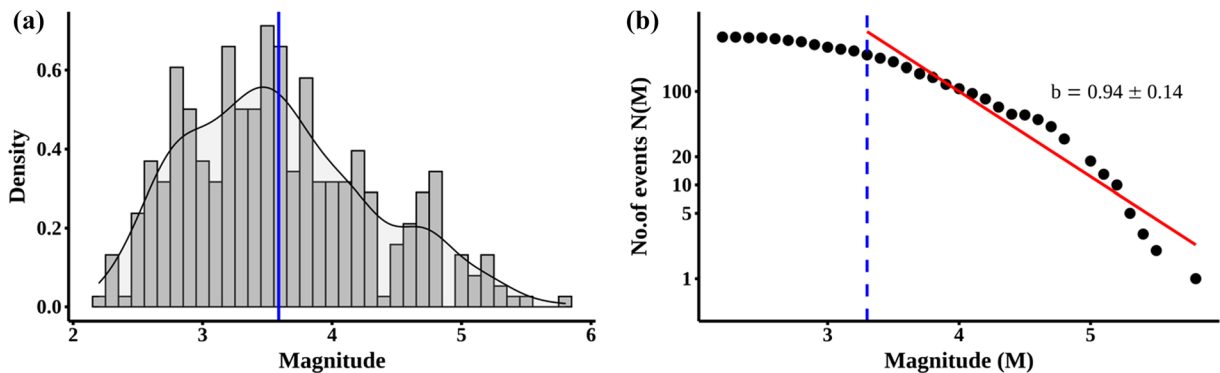 (a)
Density
0.6
0.4
0.2
0.0
2 3 4 5 6
Magnitude
(b)
No.of events N(M)
100
20
10
5
1
b = 0.94 ± 0.14
3 4 5
Magnitude (M)